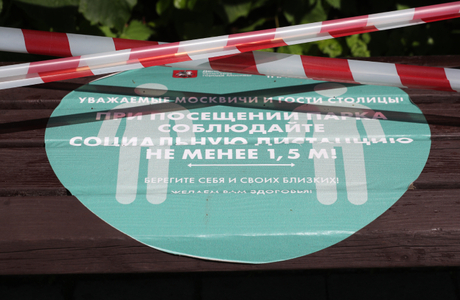 УВАЖАЕМЫЕ МОСКВИЧИ И ГОСТИ СТОЛИЦЫ!
ПРИ ПОСЕЩЕНИИ ПАРКА
СОБЛЮДАЙТЕ
СОЦИАЛЬНУЮ ДИСТАНЦИЮ
НЕ МЕНЕЕ 1,5 М!
БЕРЕГИТЕ СЕБЯ И СВОИХ БЛИЗКИХ!
ЖЕЛАЕМ ВАМ ЗДОРОВЬЯ!